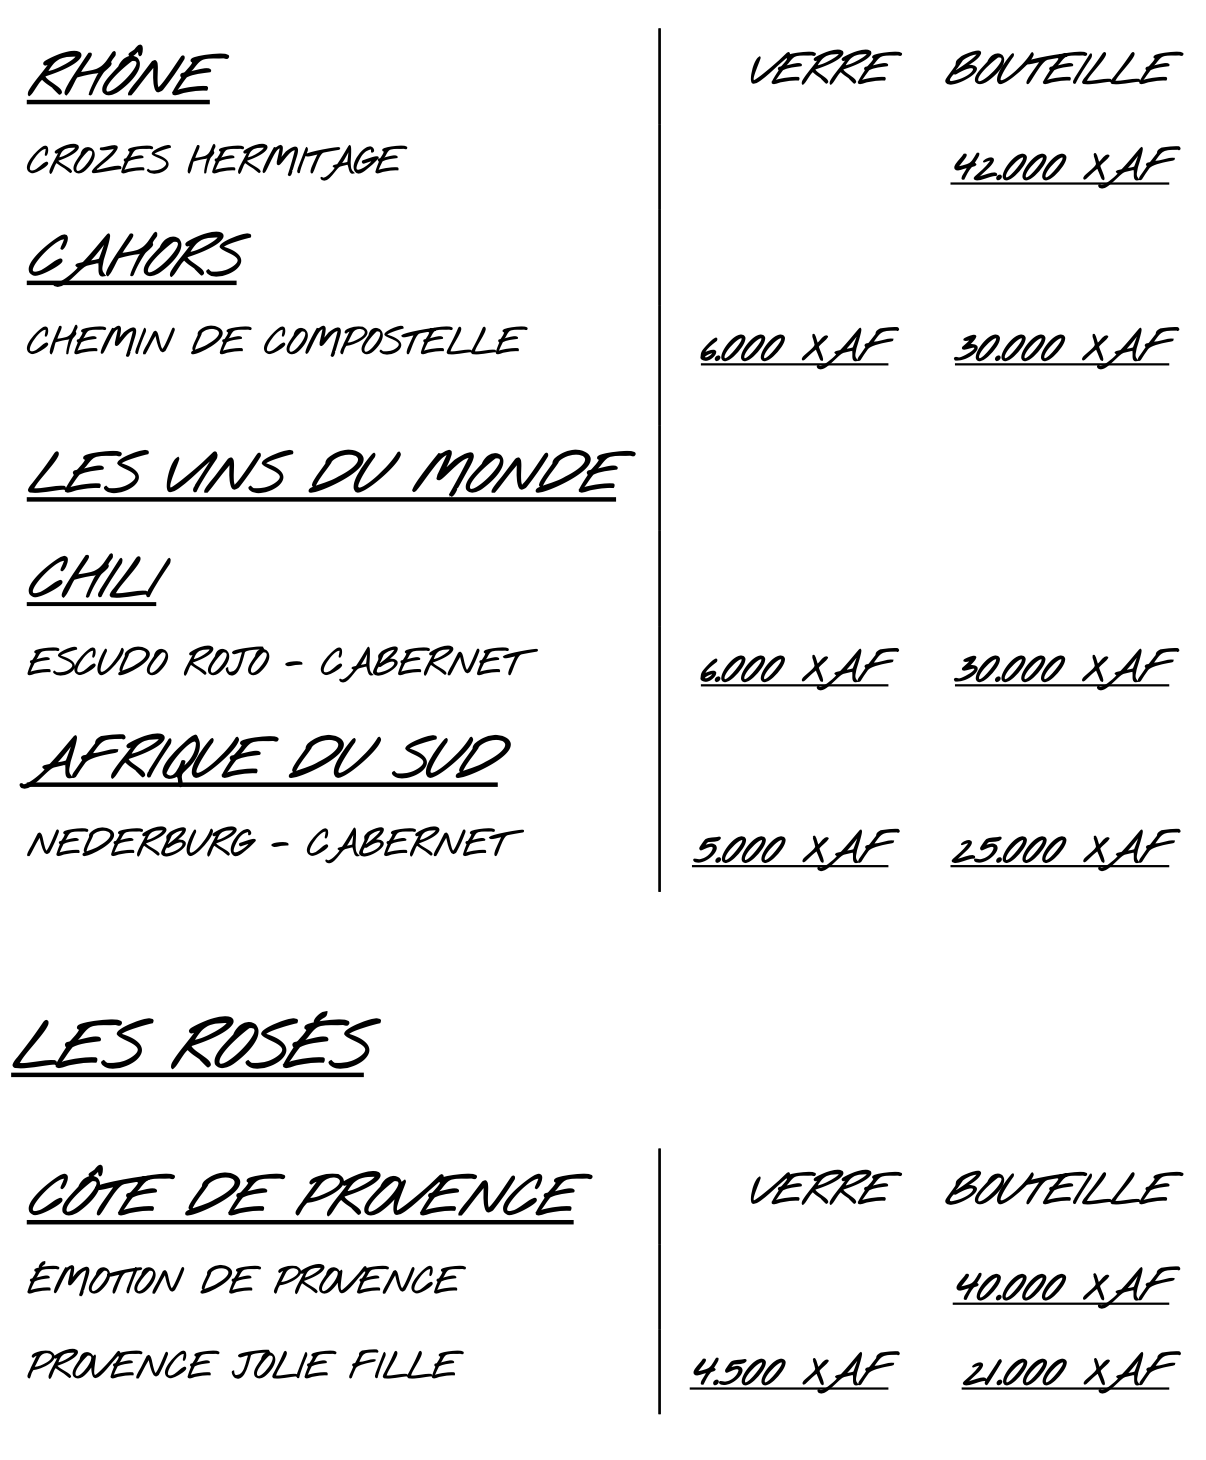 RHÔNE VERRE BOUTEILLE
CROZES HERMITAGE 42.000 XAF
CAHORS
CHEMIN DE COMPOSTELLE 6.000 XAF 30.000 XAF
LES VINS DU MONDE
CHILI
ESCUDO ROJO - CABERNET 6.000 XAF 30.000 XAF
AFRIQUE DU SUD
NEDERBURG - CABERNET 5.000 XAF 25.000 XAF
LES ROSÉS
CÔTE DE PROVENCE VERRE BOUTEILLE
ÉMOTION DE PROVENCE 40.000 XAF
PROVENCE JOLIE FILLE 4.500 XAF 21.000 XAF